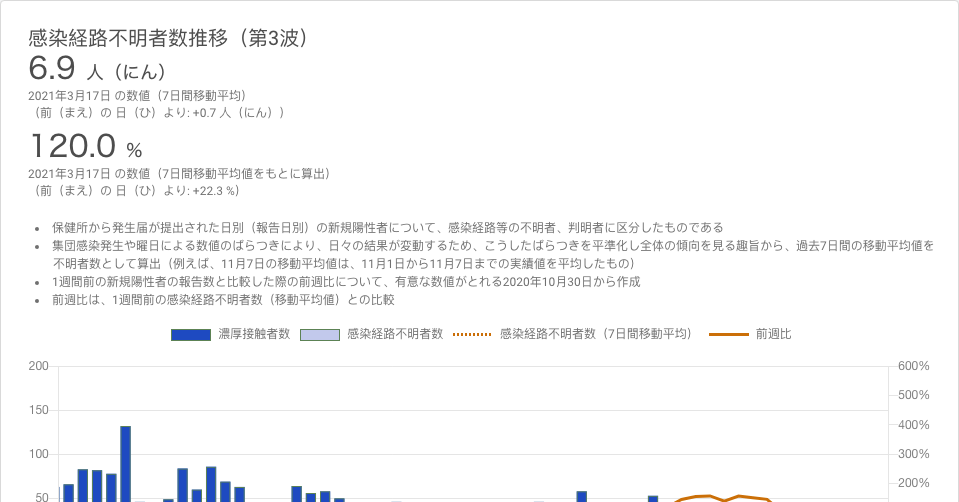 感染経路不明者数推移（第3波）
6.9 人（にん）
2021年3月17日 の数値（7日間移動平均）
（前（まえ）の 日（ひ）より: +0.7 人（にん））
120.0 %
2021年3月17日 の数値（7日間移動平均値をもとに算出）
（前（まえ）の 日（ひ）より: +22.3 %）
• 保健所から発生届が提出された日別（報告日別）の新規陽性者について、感染経路等の不明者、判明者に区分したものである
• 集団感染発生や曜日による数値のばらつきにより、日々の結果が変動するため、こうしたばらつきを平準化し全体の傾向を見る趣旨から、過去7日間の移動平均値を
不明者数として算出（例えば、11月7日の移動平均値は、11月1日から11月7日までの実績値を平均したもの）
• 1週間前の新規陽性者の報告数と比較した際の前週比について、有意な数値がとれる2020年10月30日から作成
• 前週比は、1週間前の感染経路不明者数（移動平均値）との比較
濃厚接触者数 感染経路不明者数 感染経路不明者数（7日間移動平均） 前週比
200 600%
500%
150
400%
100 300%
200%
50